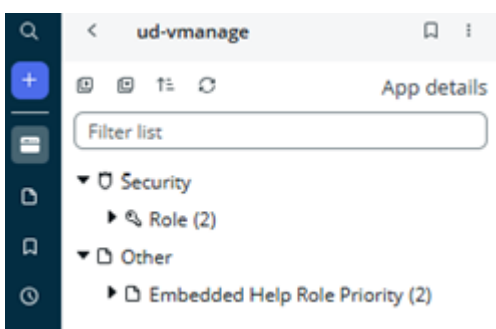 ud-vmanage
App details
Filter list
Security
Role (2)
Other
Embedded Help Role Priority (2)